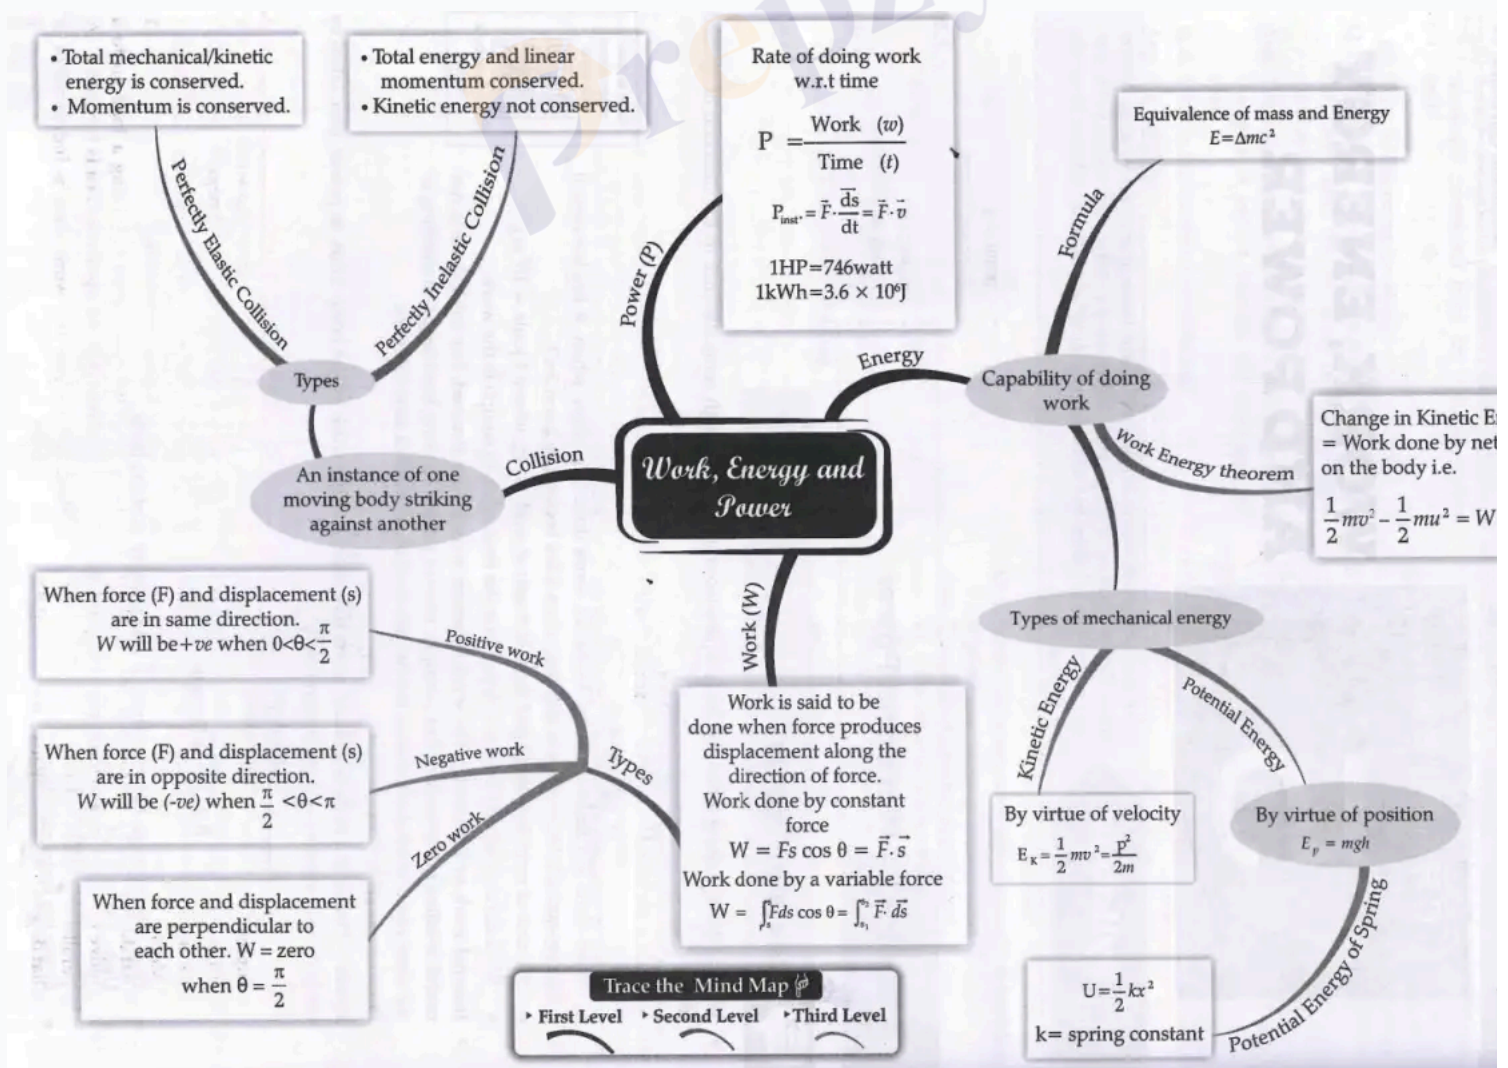 Prepzy
• Total mechanical/kinetic
energy is conserved.
• Momentum is conserved.
• Total energy and linear
momentum conserved.
• Kinetic energy not conserved.
Perfectly Elastic Collision
Perfectly Inelastic Collision
Types
An instance of one
moving body striking
against another
Collision
Rate of doing work
w.r.t time
P = Work (w) / Time (t)
P_inst. = F⃗ · d⃗s/dt = F⃗ · v⃗
1HP=746watt
1kWh=3.6 × 10⁶J
Power (P)
Equivalence of mass and Energy
E=Δmc²
Formula
Energy
Capability of doing
work
Work Energy theorem
Change in Kinetic
= Work done by net
on the body i.e.
1/2 mv² − 1/2 mu² = W
Work, Energy and
Power
Types of mechanical energy
Kinetic Energy
Potential Energy
By virtue of velocity
E_K = 1/2 mv² = p²/2m
By virtue of position
E_p = mgh
Potential Energy of Spring
U = 1/2 kx²
k= spring constant
Work (W)
Work is said to be
done when force produces
displacement along the
direction of force.
Work done by constant
force
W = Fs cos θ = F⃗ . s⃗
Work done by a variable force
W = ∫Fds cos θ = ∫F⃗ · d⃗s
Types
Positive work
When force (F) and displacement (s)
are in same direction.
W will be+ve when 0<θ<π/2
Negative work
When force (F) and displacement (s)
are in opposite direction.
W will be (-ve) when π/2 <θ<π
Zero work
When force and displacement
are perpendicular to
each other. W = zero
when θ = π/2
Trace the Mind Map
‣ First Level ‣ Second Level ‣ Third Level